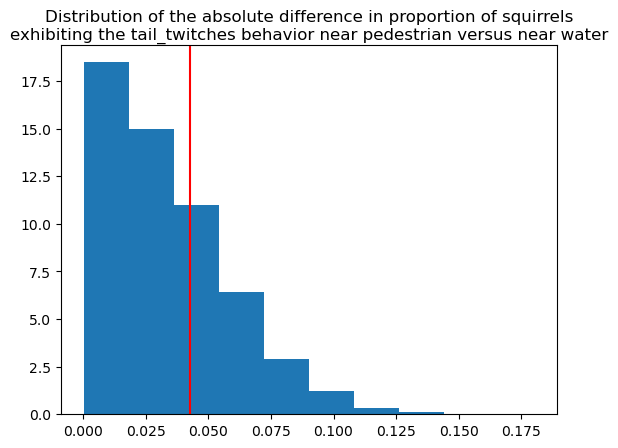 Distribution of the absolute difference in proportion of squirrels
exhibiting the tail_twitches behavior near pedestrian versus near water
17.5
15.0
12.5
10.0
7.5
5.0
2.5
0.0
0.000 0.025 0.050 0.075 0.100 0.125 0.150 0.175